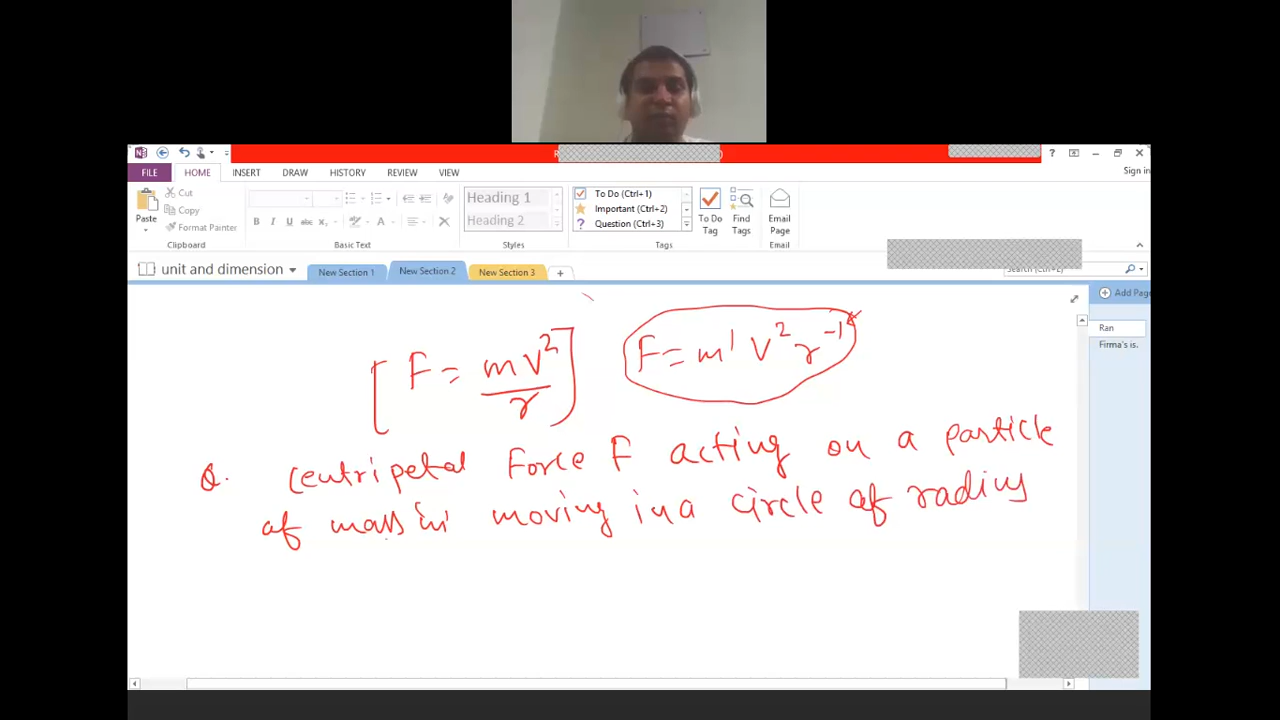 FILE HOME INSERT DRAW HISTORY REVIEW VIEW
Sign in
Paste
Cut
Copy
Format Painter
Clipboard
B I U abc
Basic Text
Heading 1
Heading 2
Styles
To Do (Ctrl+1)
Important (Ctrl+2)
Question (Ctrl+3)
Tags
To Do Tag
Find Tags
Email Page
Email
unit and dimension
New Section 1
New Section 2
New Section 3
Add Pag
Ran
Firma's is.
[F = mv²/r] F = m¹ v² r⁻¹
Q. Centripetal Force F acting on a particle
of mass 'm' moving in a circle of radius